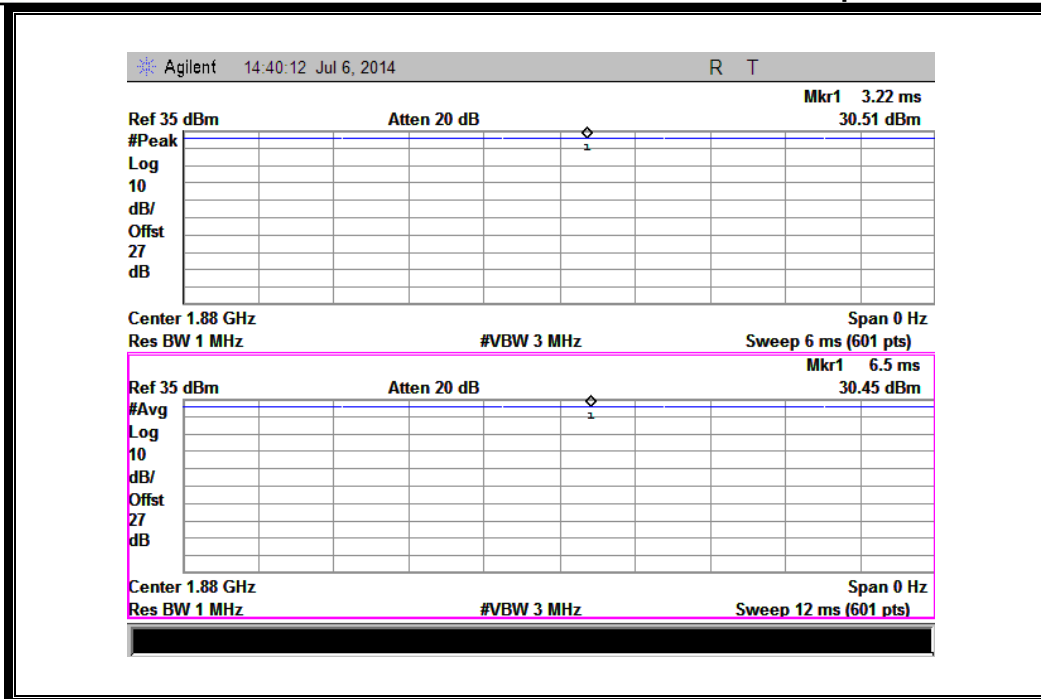 Agilent 14:40:12 Jul 6, 2014 R T
Mkr1 3.22 ms
Ref 35 dBm Atten 20 dB 30.51 dBm
#Peak
1
Log
10
dB/
Offst
27
dB
Center 1.88 GHz Span 0 Hz
Res BW 1 MHz #VBW 3 MHz Sweep 6 ms (601 pts)
Mkr1 6.5 ms
Ref 35 dBm Atten 20 dB 30.45 dBm
#Avg
1
Log
10
dB/
Offst
27
dB
Center 1.88 GHz Span 0 Hz
Res BW 1 MHz #VBW 3 MHz Sweep 12 ms (601 pts)